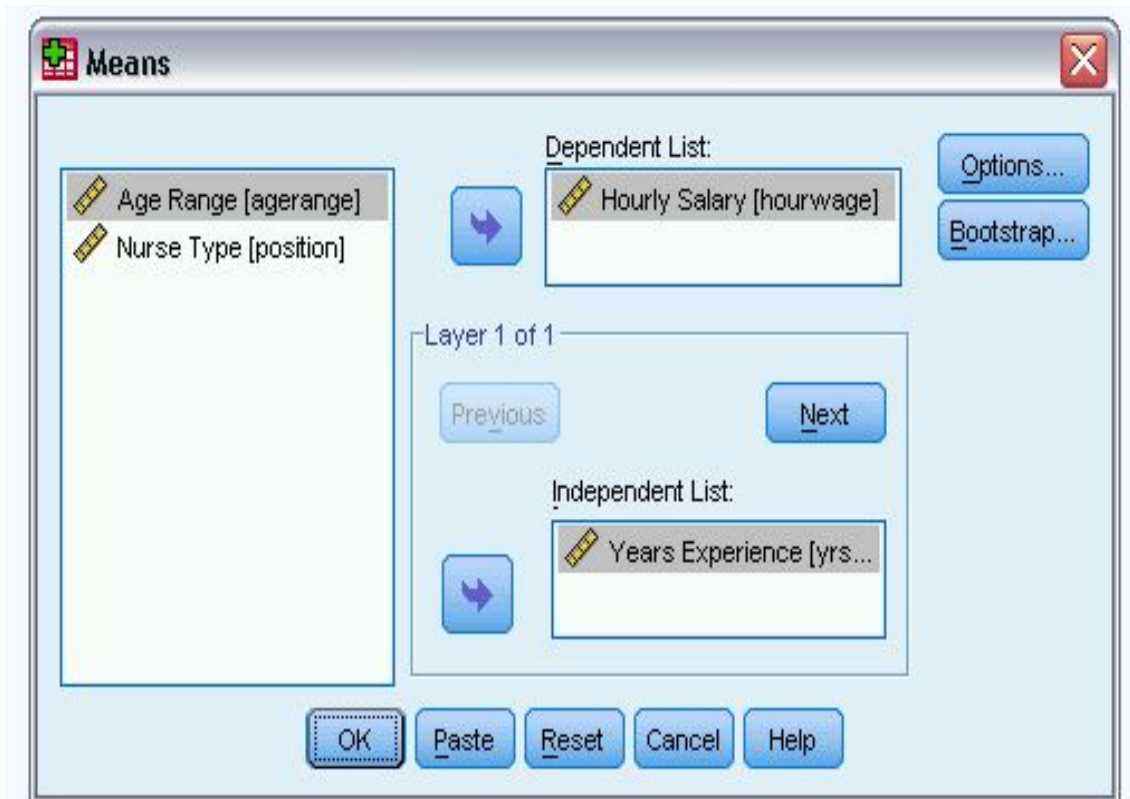 Means
Age Range [agerange]
Nurse Type [position]
Dependent List:
Hourly Salary [hourwage]
Options...
Bootstrap...
Layer 1 of 1
Previous
Next
Independent List:
Years Experience [yrs...
OK
Paste
Reset
Cancel
Help